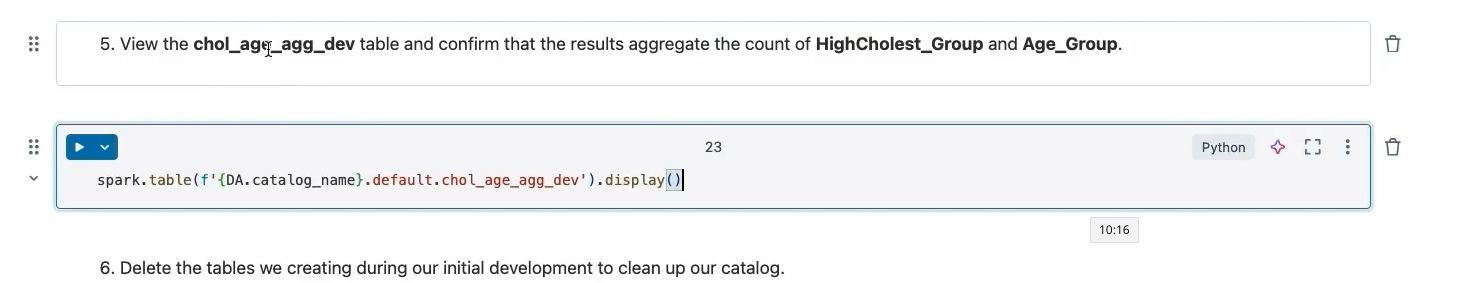 5. View the chol_age_agg_dev table and confirm that the results aggregate the count of HighCholest_Group and Age_Group.
23
Python
spark.table(f'{DA.catalog_name}.default.chol_age_agg_dev').display()
10:16
6. Delete the tables we creating during our initial development to clean up our catalog.